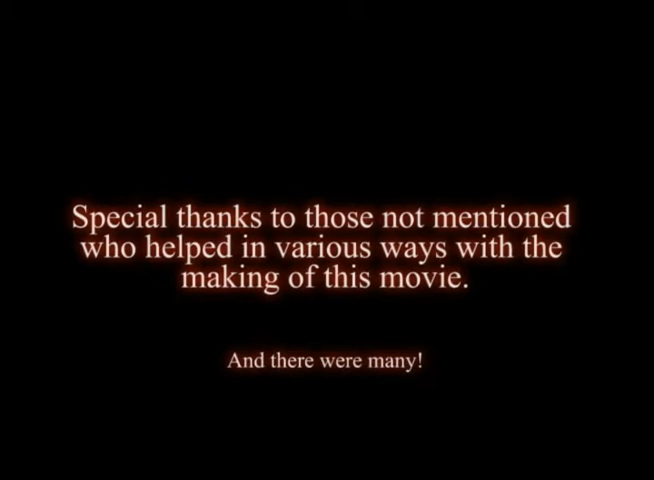 Special thanks to those not mentioned
who helped in various ways with the
making of this movie.
And there were many!